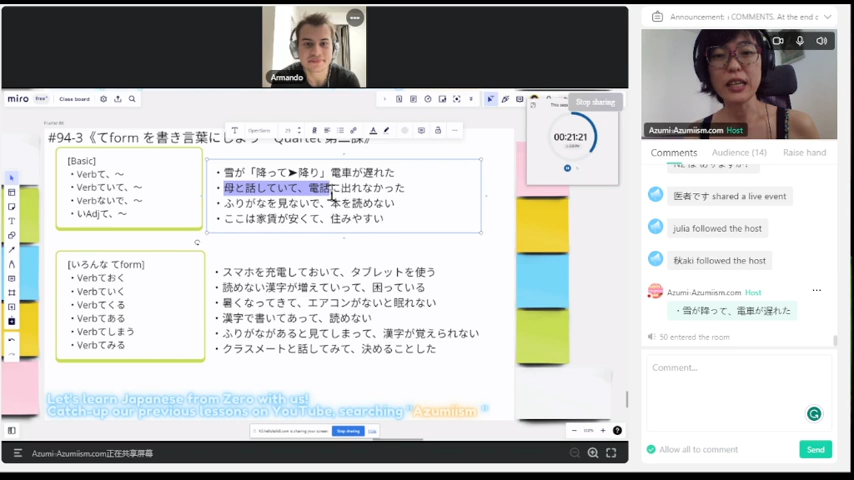 Announcement: ı COMMENTS. At the end c
Armando
Azumi-Azumiism.com Host
miro free Class board
Stop sharing
00:21:21
#94-3《てform を書き言葉にしよう Quartet 第二課》
[Basic]
・Verbて、～
・Verbていて、～
・Verbないで、～
・いAdjて、～
・雪が「降って➤降り」電車が遅れた
・母と話していて、電話に出れなかった
・ふりがなを見ないで、本を読めない
・ここは家賃が安くて、住みやすい
[いろんな てform]
・Verbておく
・Verbていく
・Verbてくる
・Verbてある
・Verbてしまう
・Verbてみる
・スマホを充電しておいて、タブレットを使う
・読めない漢字が増えていって、困っている
・暑くなってきて、エアコンがないと眠れない
・漢字で書いてあって、読めない
・ふりがながあると見てしまって、漢字が覚えられない
・クラスメートと話してみて、決めることした
Let's learn Japanese from Zero with us!
Catch-up our previous lessons on YouTube, searching "Azumiism "
Stop sharing
Azumi-Azumiism.com正在共享屏幕
Comments Audience (14) Raise hand
医者です shared a live event
julia followed the host
秋桜 followed the host
Azumi-Azumiism.com Host
・雪が降って、電車が遅れた
50 entered the room
Comment...
Allow all to comment
Send